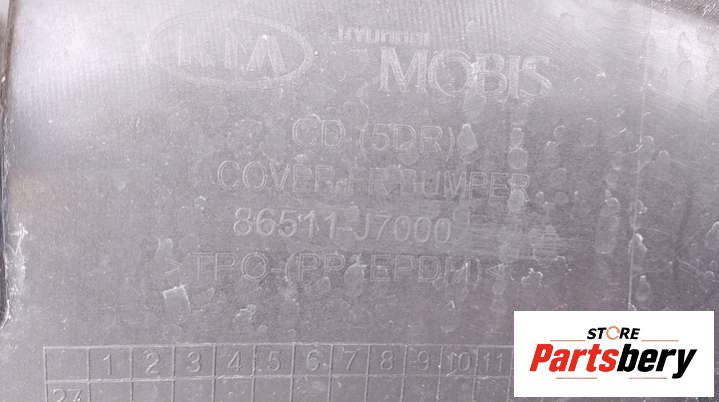 KIA HYUNDAI
MOBIS
CD (5DR)
COVER-FR BUMPER
86511-J7000
>TPO-(PP+EPDM)<
1 2 3 4 5 6 7 8 9 10 11
STORE
Partsbery